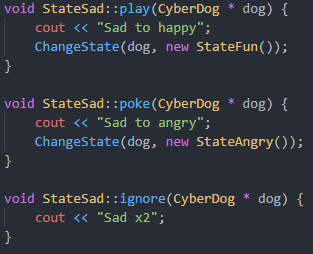 void StateSad::play(CyberDog * dog) {
    cout << "Sad to happy";
    ChangeState(dog, new StateFun());
}

void StateSad::poke(CyberDog * dog) {
    cout << "Sad to angry";
    ChangeState(dog, new StateAngry());
}

void StateSad::ignore(CyberDog * dog) {
    cout << "Sad x2";
}